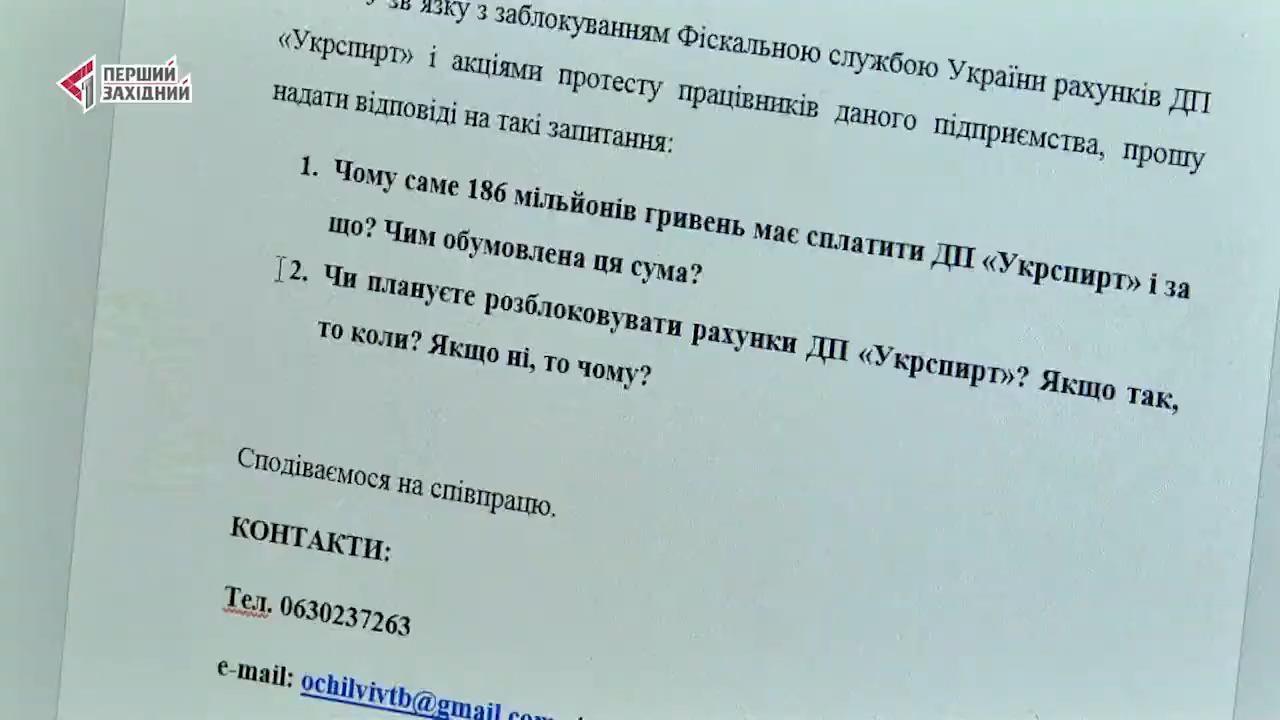 ПЕРШИЙ
ЗАХІДНИЙ
у зв'язку з заблокуванням Фіскальною службою України рахунків ДП
«Укрспирт» і акціями протесту працівників даного підприємства, прошу
надати відповіді на такі запитання:
1. Чому саме 186 мільйонів гривень має сплатити ДП «Укрспирт» і за
що? Чим обумовлена ця сума?
2. Чи плануєте розблоковувати рахунки ДП «Укрспирт»? Якщо так,
то коли? Якщо ні, то чому?
Сподіваємося на співпрацю.
КОНТАКТИ:
Тел. 0630237263
e-mail: ochilvivtb@gmail.com